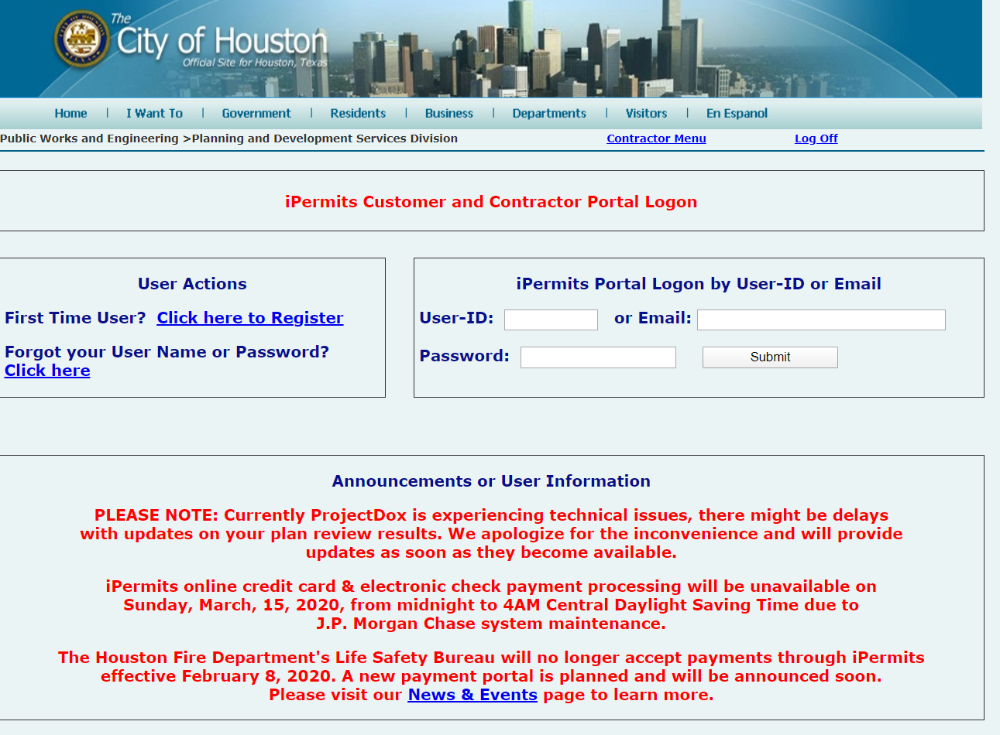 The
City of Houston
Official Site for Houston, Texas
Home | I Want To | Government | Residents | Business | Departments | Visitors | En Espanol
Public Works and Engineering >Planning and Development Services Division Contractor Menu Log Off
iPermits Customer and Contractor Portal Logon
User Actions
First Time User? Click here to Register
Forgot your User Name or Password?
Click here
iPermits Portal Logon by User-ID or Email
User-ID: or Email:
Password: Submit
Announcements or User Information
PLEASE NOTE: Currently ProjectDox is experiencing technical issues, there might be delays
with updates on your plan review results. We apologize for the inconvenience and will provide
updates as soon as they become available.
iPermits online credit card & electronic check payment processing will be unavailable on
Sunday, March, 15, 2020, from midnight to 4AM Central Daylight Saving Time due to
J.P. Morgan Chase system maintenance.
The Houston Fire Department's Life Safety Bureau will no longer accept payments through iPermits
effective February 8, 2020. A new payment portal is planned and will be announced soon.
Please visit our News & Events page to learn more.